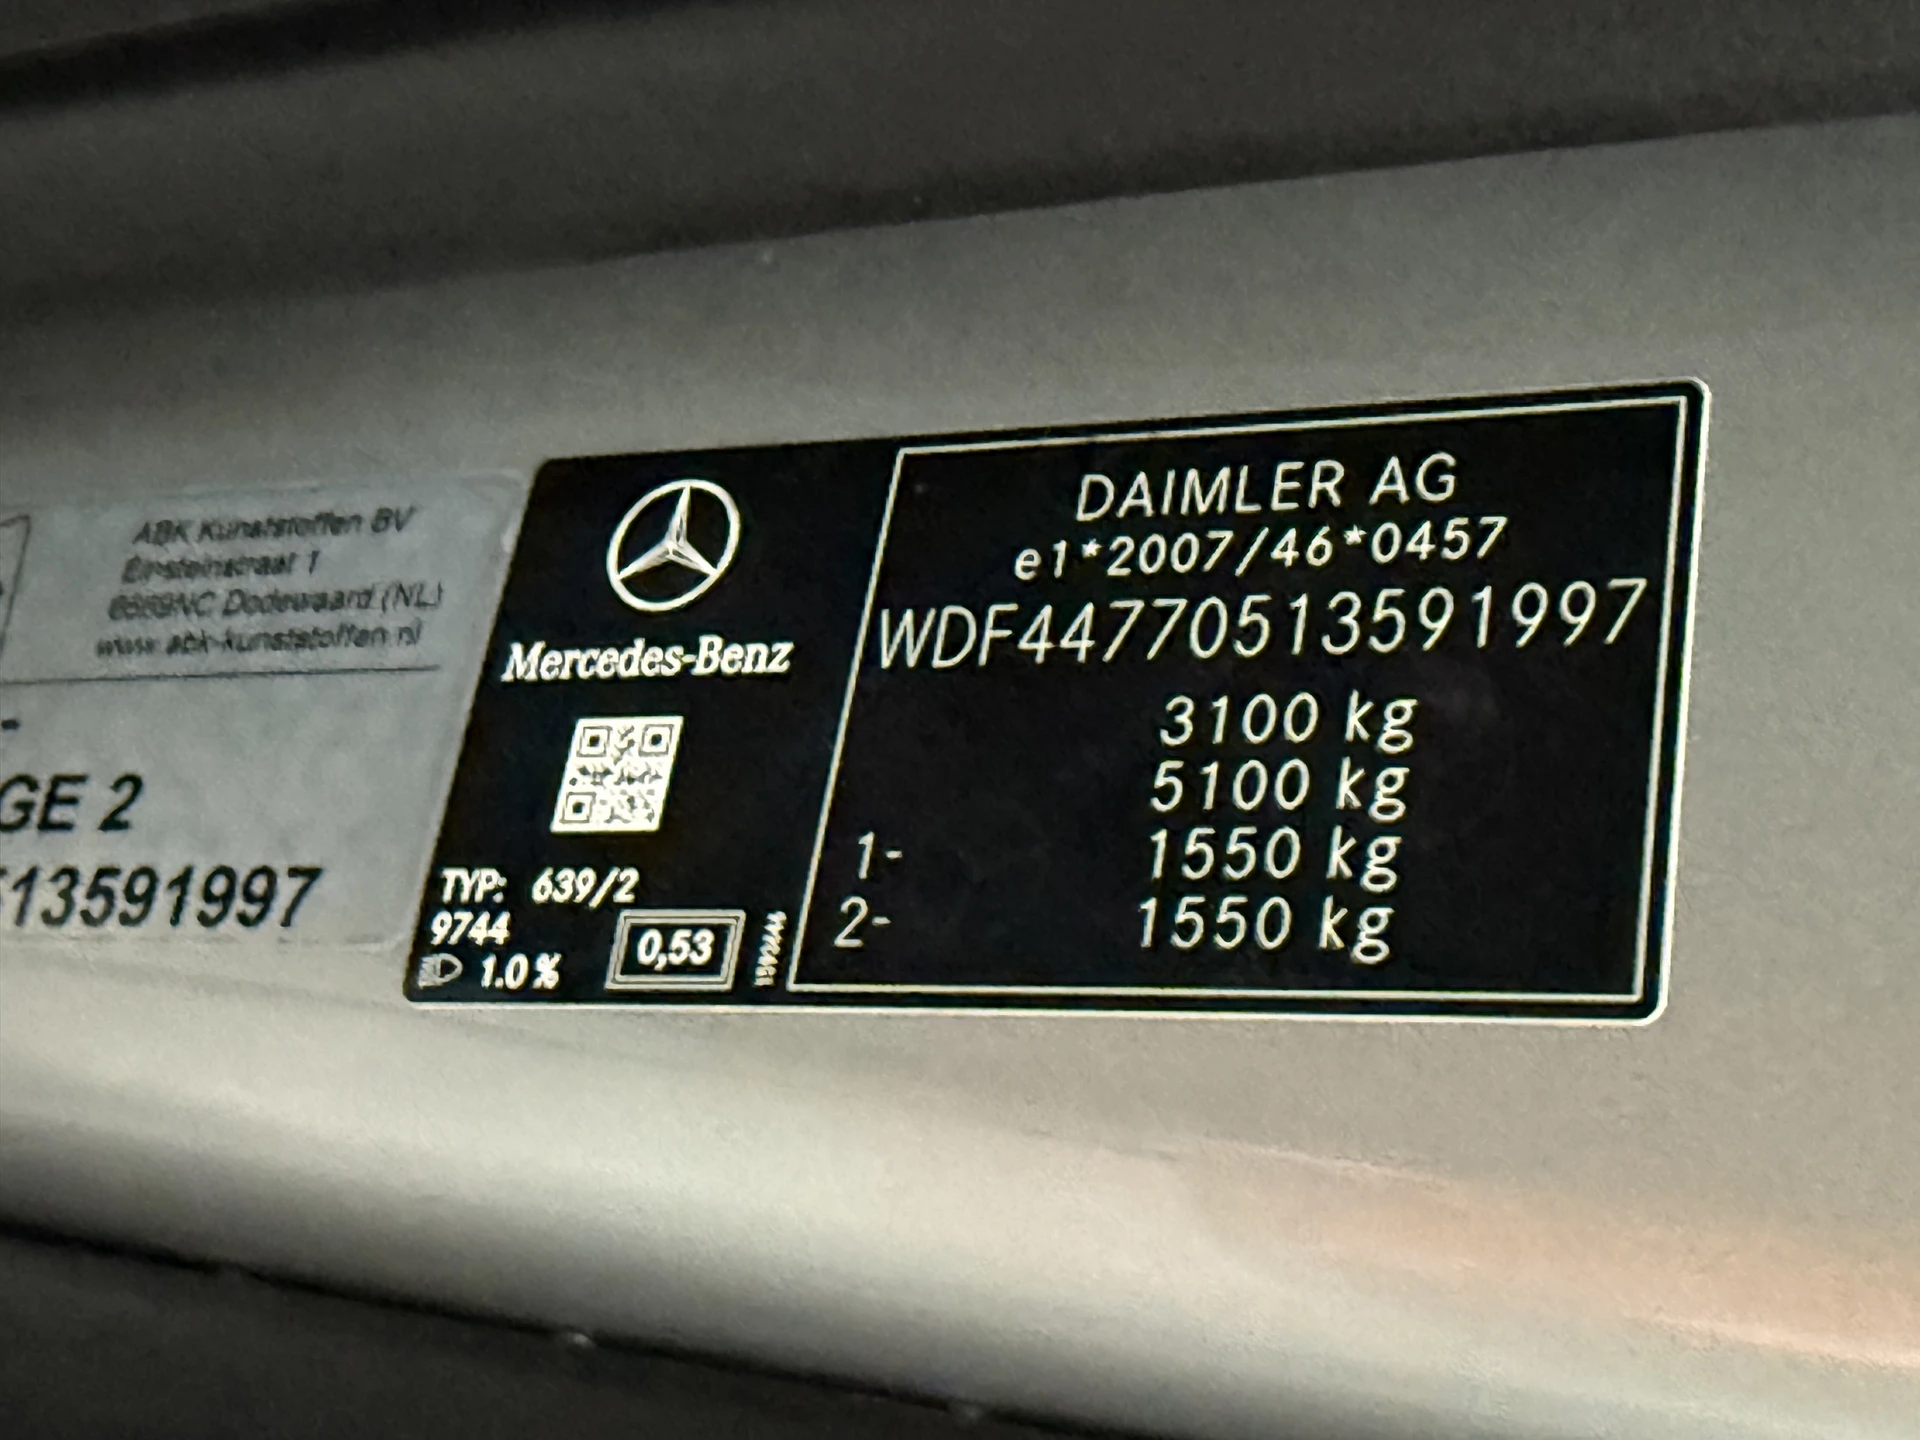 ABK Kunststoffen BV
Einsteinstraat 1
6669NC Dodewaard (NL)
www.abk-kunststoffen.nl
-
GE 2
13591997
Mercedes-Benz
TYP: 639/2
9744
1.0%
0,53
DAIMLER AG
e1*2007/46*0457
WDF44770513591997
3100 kg
5100 kg
1- 1550 kg
2- 1550 kg